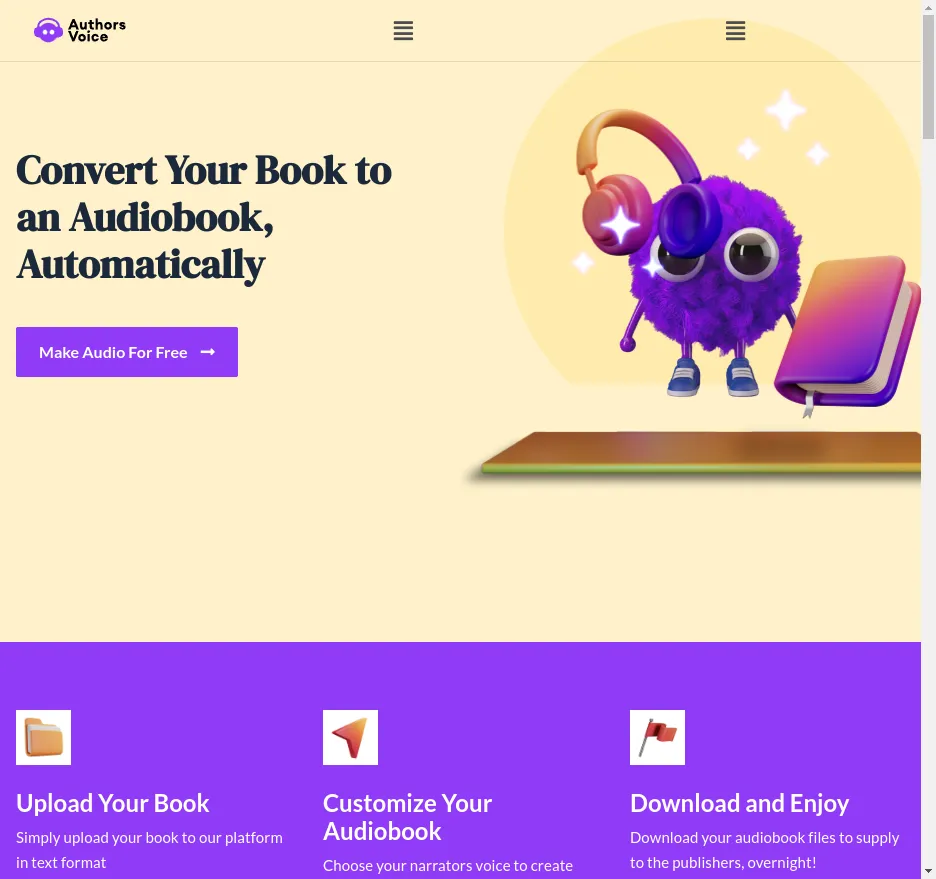 Authors
Voice
Convert Your Book to
an Audiobook,
Automatically
Make Audio For Free
Upload Your Book
Simply upload your book to our platform
in text format
Customize Your
Audiobook
Choose your narrators voice to create
Download and Enjoy
Download your audiobook files to supply
to the publishers, overnight!